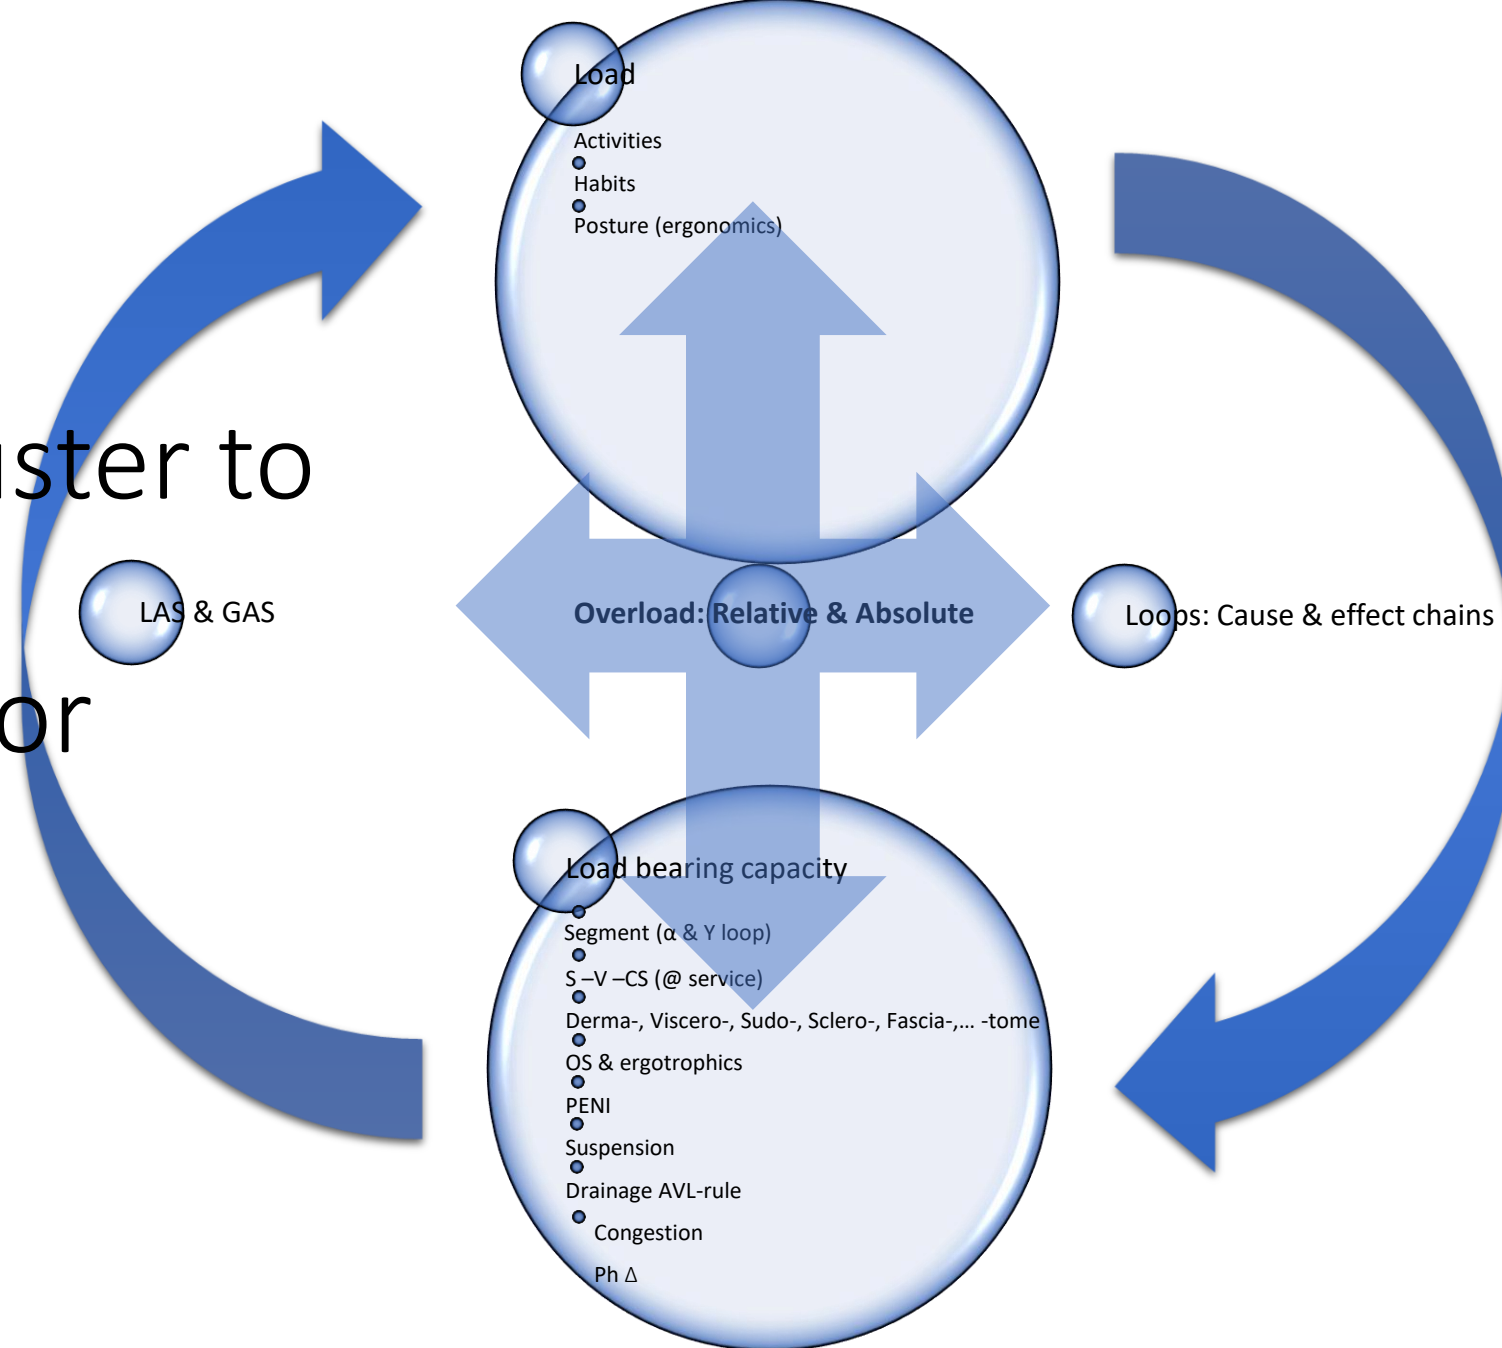 Load
Activities
Habits
Posture (ergonomics)
ster to
LAS & GAS
Overload: Relative & Absolute
Loops: Cause & effect chains
or
Load bearing capacity
Segment (α & Y loop)
S –V –CS (@ service)
Derma-, Viscero-, Sudo-, Sclero-, Fascia-,... -tome
OS & ergotrophics
PENI
Suspension
Drainage AVL-rule
Congestion
Ph Δ